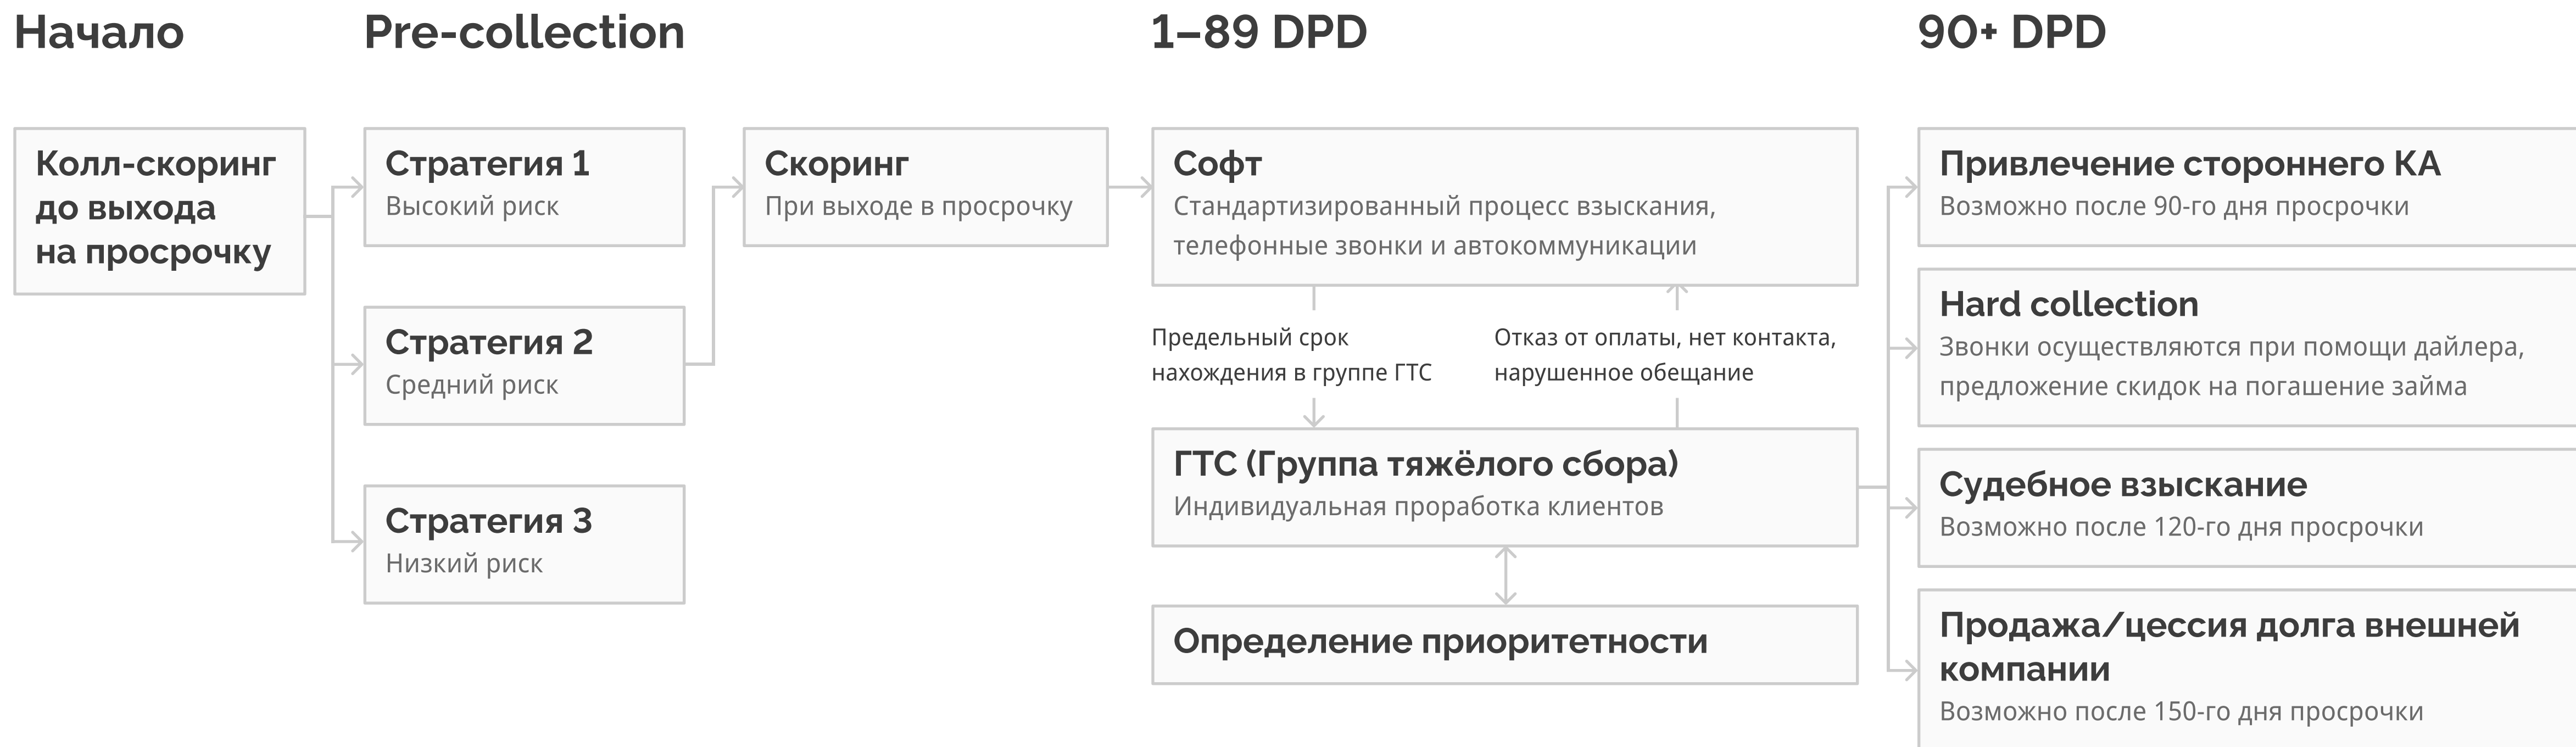 Начало
Pre-collection
1–89 DPD
90+ DPD
Колл-скоринг
до выхода
на просрочку
Стратегия 1
Высокий риск
Стратегия 2
Средний риск
Стратегия 3
Низкий риск
Скоринг
При выходе в просрочку
Софт
Стандартизированный процесс взыскания,
телефонные звонки и автокоммуникации
Предельный срок
нахождения в группе ГТС
Отказ от оплаты, нет контакта,
нарушенное обещание
ГТС (Группа тяжёлого сбора)
Индивидуальная проработка клиентов
Определение приоритетности
Привлечение стороннего КА
Возможно после 90-го дня просрочки
Hard collection
Звонки осуществляются при помощи дайлера,
предложение скидок на погашение займа
Судебное взыскание
Возможно после 120-го дня просрочки
Продажа/цессия долга внешней
компании
Возможно после 150-го дня просрочки